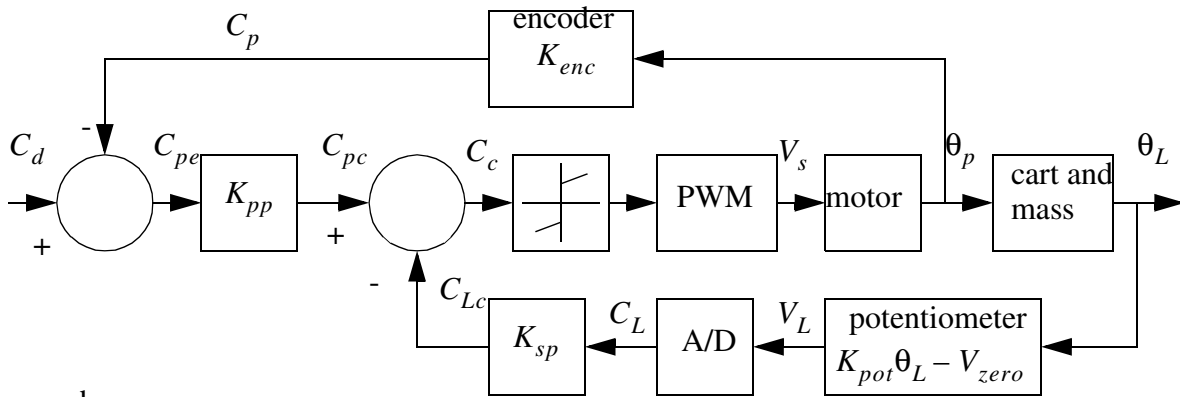 encoder
K_enc
C_p
-
C_d
C_pe
K_pp
C_pc
C_c
PWM
V_s
motor
θ_p
cart and
mass
θ_L
+
+
-
C_Lc
K_sp
C_L
A/D
V_L
potentiometer
K_pot θ_L – V_zero